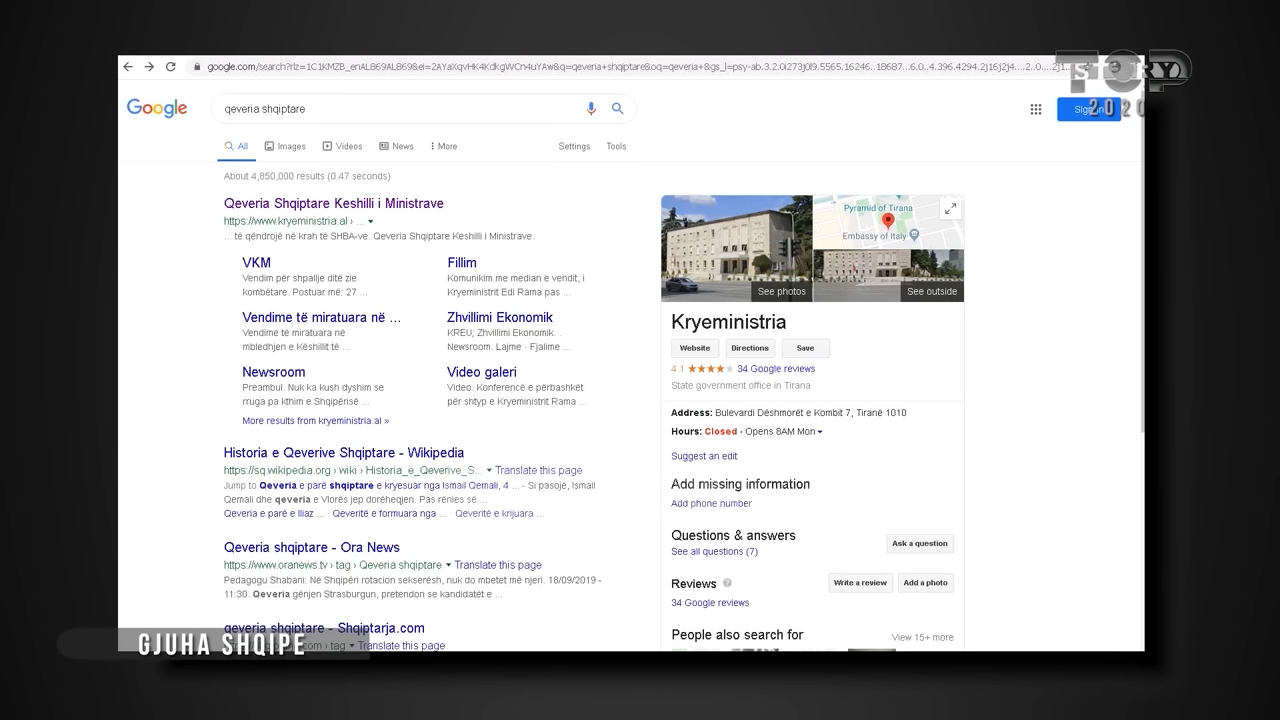 google.com/search?rlz=1C1KMZB_enAL869AL869&ei=2AYaXqvHK4KdkgWCn4uYAw&q=qeveria+shqiptare&oq=qeveria+&gs_l=psy-ab.3.2.0i273j0l9.5565.16246..18687...6.0..4.396.4294.2j16j2j4....2..0....2j1...
TOP
STORY
2020
Google
qeveria shqiptare
Sign in
All
Images
Videos
News
More
Settings
Tools
About 4,850,000 results (0.47 seconds)
Qeveria Shqiptare Keshilli i Ministrave
https://www.kryeministria.al › ...
... të qëndrojë në krah të SHBA-ve. Qeveria Shqiptare Keshilli i Ministrave.
VKM
Vendim për shpallje ditë zie
kombëtare. Postuar më: 27 ...
Fillim
Komunikim me median e vendit, i
Kryeministrit Edi Rama pas ...
Vendime të miratuara në ...
Vendime të miratuara në
mbledhjen e Këshillit të ...
Zhvillimi Ekonomik
KREU; Zhvillimi Ekonomik. .
Newsroom. Lajme · Fjalime ...
Newsroom
Preambul. Nuk ka kush dyshim se
rruga pa kthim e Shqipërisë ...
Video galeri
Video. Konferencë e përbashkët
për shtyp e Kryeministrit Rama ...
More results from kryeministria.al »
Historia e Qeverive Shqiptare - Wikipedia
https://sq.wikipedia.org › wiki › Historia_e_Qeverive_S... Translate this page
Jump to Qeveria e parë shqiptare e kryesuar nga Ismail Qemali, 4 ... - Si pasojë, Ismail
Qemali dhe qeveria e Vlorës jep dorëheqjen. Pas rënies së ...
Qeveria e parë e Iliaz ... · Qeveritë e formuara nga ... · Qeveritë e krijuara ...
Qeveria shqiptare - Ora News
https://www.oranews.tv › tag › Qeveria shqiptare Translate this page
Pedagogu Shabani: Në Shqipëri rotacion sekserësh, nuk do mbetet më njeri. 18/09/2019 -
11:30. Qeveria gënjen Strasburgun, pretendon se kandidatët e ...
qeveria shqiptare - Shqiptarja.com
.com › tag Translate this page
Pyramid of Tirana
Embassy of Italy
See photos
See outside
Kryeministria
Website
Directions
Save
4.1 34 Google reviews
State government office in Tirana
Address: Bulevardi Dëshmorët e Kombit 7, Tiranë 1010
Hours: Closed · Opens 8AM Mon
Suggest an edit
Add missing information
Add phone number
Questions & answers
See all questions (7)
Ask a question
Reviews
Write a review
Add a photo
34 Google reviews
People also search for
View 15+ more
GJUHA SHQIPE